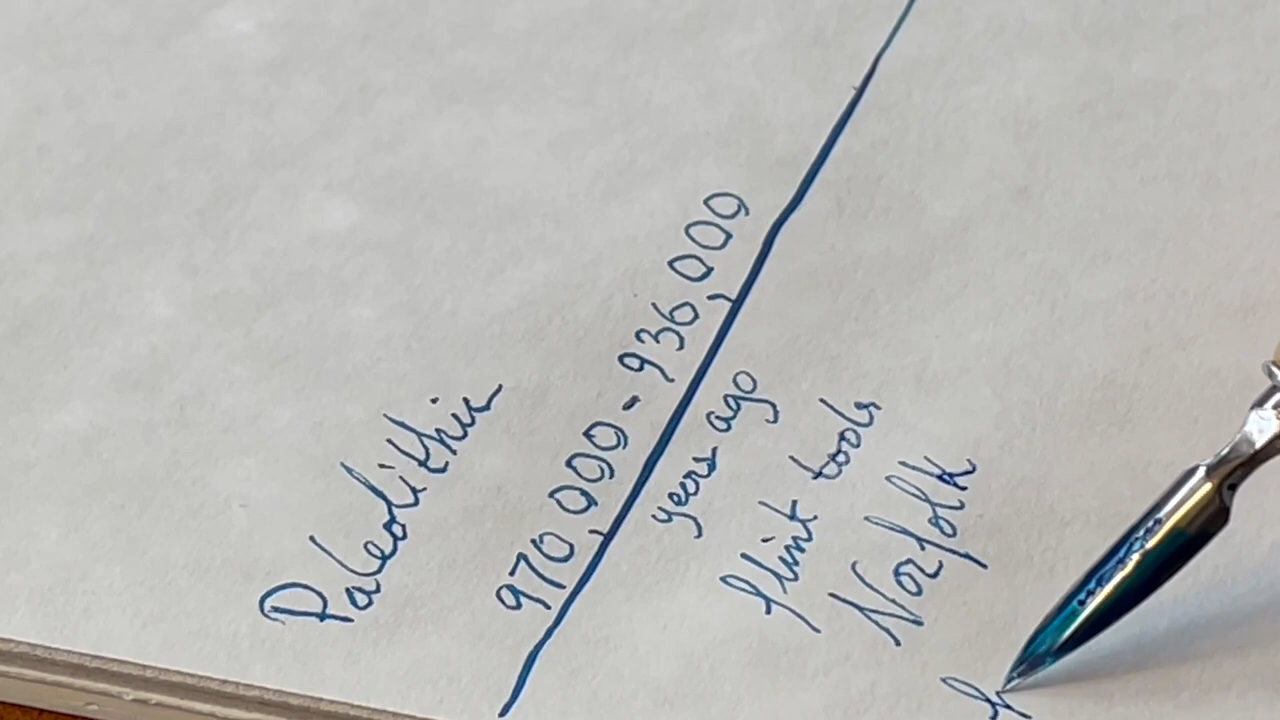 Paleolithic
970,000 - 936,000
years ago
flint tools
Norfolk